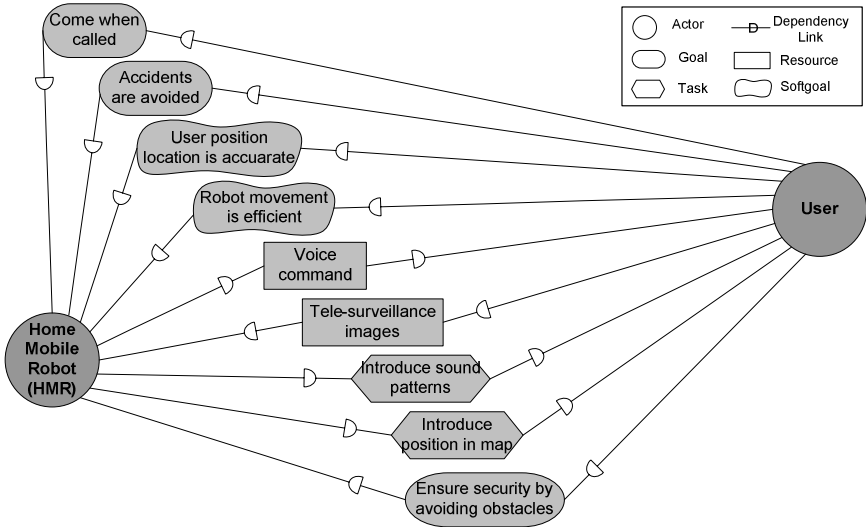 Come when
called
Accidents
are avoided
User position
location is accuarate
Robot movement
is efficient
Voice
command
Tele-surveillance
images
Introduce sound
patterns
Introduce
position in map
Ensure security by
avoiding obstacles
Home
Mobile
Robot
(HMR)
User
Actor
D
Dependency
Link
Goal
Resource
Task
Softgoal